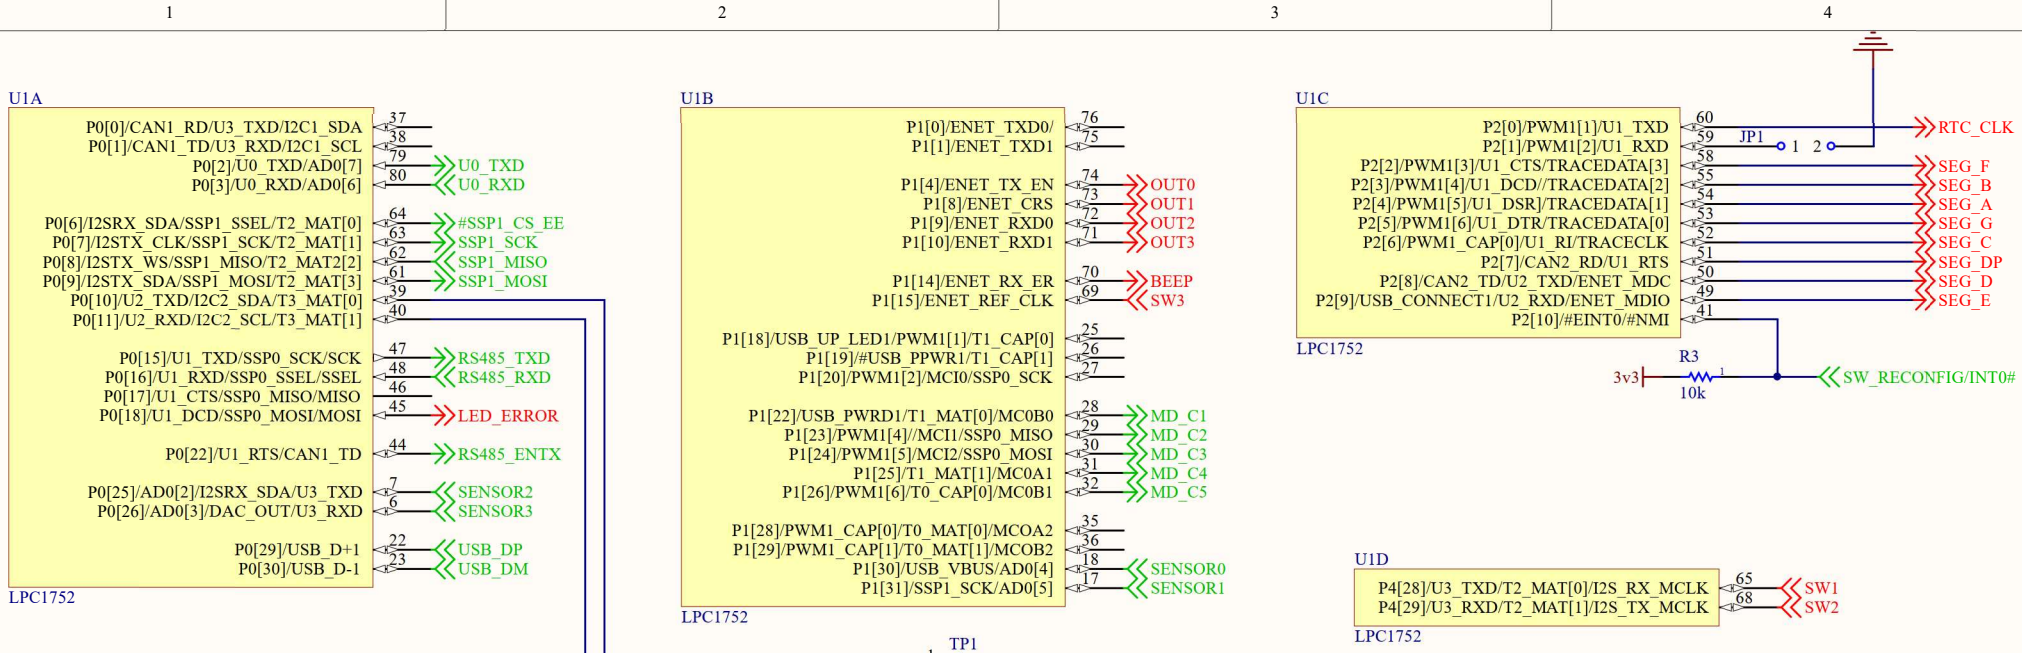 1 2 3 4
U1A
P0[0]/CAN1_RD/U3_TXD/I2C1_SDA 37
P0[1]/CAN1_TD/U3_RXD/I2C1_SCL 38
P0[2]/U0_TXD/AD0[7] 79 U0_TXD
P0[3]/U0_RXD/AD0[6] 80 U0_RXD
P0[6]/I2SRX_SDA/SSP1_SSEL/T2_MAT[0] 64 #SSP1_CS_EE
P0[7]/I2STX_CLK/SSP1_SCK/T2_MAT[1] 63 SSP1_SCK
P0[8]/I2STX_WS/SSP1_MISO/T2_MAT2[2] 62 SSP1_MISO
P0[9]/I2STX_SDA/SSP1_MOSI/T2_MAT[3] 61 SSP1_MOSI
P0[10]/U2_TXD/I2C2_SDA/T3_MAT[0] 39
P0[11]/U2_RXD/I2C2_SCL/T3_MAT[1] 40
P0[15]/U1_TXD/SSP0_SCK/SCK 47 RS485_TXD
P0[16]/U1_RXD/SSP0_SSEL/SSEL 48 RS485_RXD
P0[17]/U1_CTS/SSP0_MISO/MISO 46
P0[18]/U1_DCD/SSP0_MOSI/MOSI 45 LED_ERROR
P0[22]/U1_RTS/CAN1_TD 44 RS485_ENTX
P0[25]/AD0[2]/I2SRX_SDA/U3_TXD 7 SENSOR2
P0[26]/AD0[3]/DAC_OUT/U3_RXD 6 SENSOR3
P0[29]/USB_D+1 22 USB_DP
P0[30]/USB_D-1 23 USB_DM
LPC1752
U1B
P1[0]/ENET_TXD0/ 76
P1[1]/ENET_TXD1 75
P1[4]/ENET_TX_EN 74 OUT0
P1[8]/ENET_CRS 73 OUT1
P1[9]/ENET_RXD0 72 OUT2
P1[10]/ENET_RXD1 71 OUT3
P1[14]/ENET_RX_ER 70 BEEP
P1[15]/ENET_REF_CLK 69 SW3
P1[18]/USB_UP_LED1/PWM1[1]/T1_CAP[0] 25
P1[19]/#USB_PPWR1/T1_CAP[1] 26
P1[20]/PWM1[2]/MCI0/SSP0_SCK 27
P1[22]/USB_PWRD1/T1_MAT[0]/MC0B0 28 MD_C1
P1[23]/PWM1[4]//MCI1/SSP0_MISO 29 MD_C2
P1[24]/PWM1[5]/MCI2/SSP0_MOSI 30 MD_C3
P1[25]/T1_MAT[1]/MC0A1 31 MD_C4
P1[26]/PWM1[6]/T0_CAP[0]/MC0B1 32 MD_C5
P1[28]/PWM1_CAP[0]/T0_MAT[0]/MCOA2 35
P1[29]/PWM1_CAP[1]/T0_MAT[1]/MCOB2 36
P1[30]/USB_VBUS/AD0[4] 18 SENSOR0
P1[31]/SSP1_SCK/AD0[5] 17 SENSOR1
LPC1752
TP1
1
U1C
P2[0]/PWM1[1]/U1_TXD 60 RTC_CLK
P2[1]/PWM1[2]/U1_RXD 59 JP1 1 2
P2[2]/PWM1[3]/U1_CTS/TRACEDATA[3] 58 SEG_F
P2[3]/PWM1[4]/U1_DCD//TRACEDATA[2] 55 SEG_B
P2[4]/PWM1[5]/U1_DSR]/TRACEDATA[1] 54 SEG_A
P2[5]/PWM1[6]/U1_DTR/TRACEDATA[0] 53 SEG_G
P2[6]/PWM1_CAP[0]/U1_RI/TRACECLK 52 SEG_C
P2[7]/CAN2_RD/U1_RTS 51 SEG_DP
P2[8]/CAN2_TD/U2_TXD/ENET_MDC 50 SEG_D
P2[9]/USB_CONNECT1/U2_RXD/ENET_MDIO 49 SEG_E
P2[10]/#EINT0/#NMI 41
LPC1752
R3
3v3 1 SW_RECONFIG/INT0#
10k
U1D
P4[28]/U3_TXD/T2_MAT[0]/I2S_RX_MCLK 65 SW1
P4[29]/U3_RXD/T2_MAT[1]/I2S_TX_MCLK 68 SW2
LPC1752